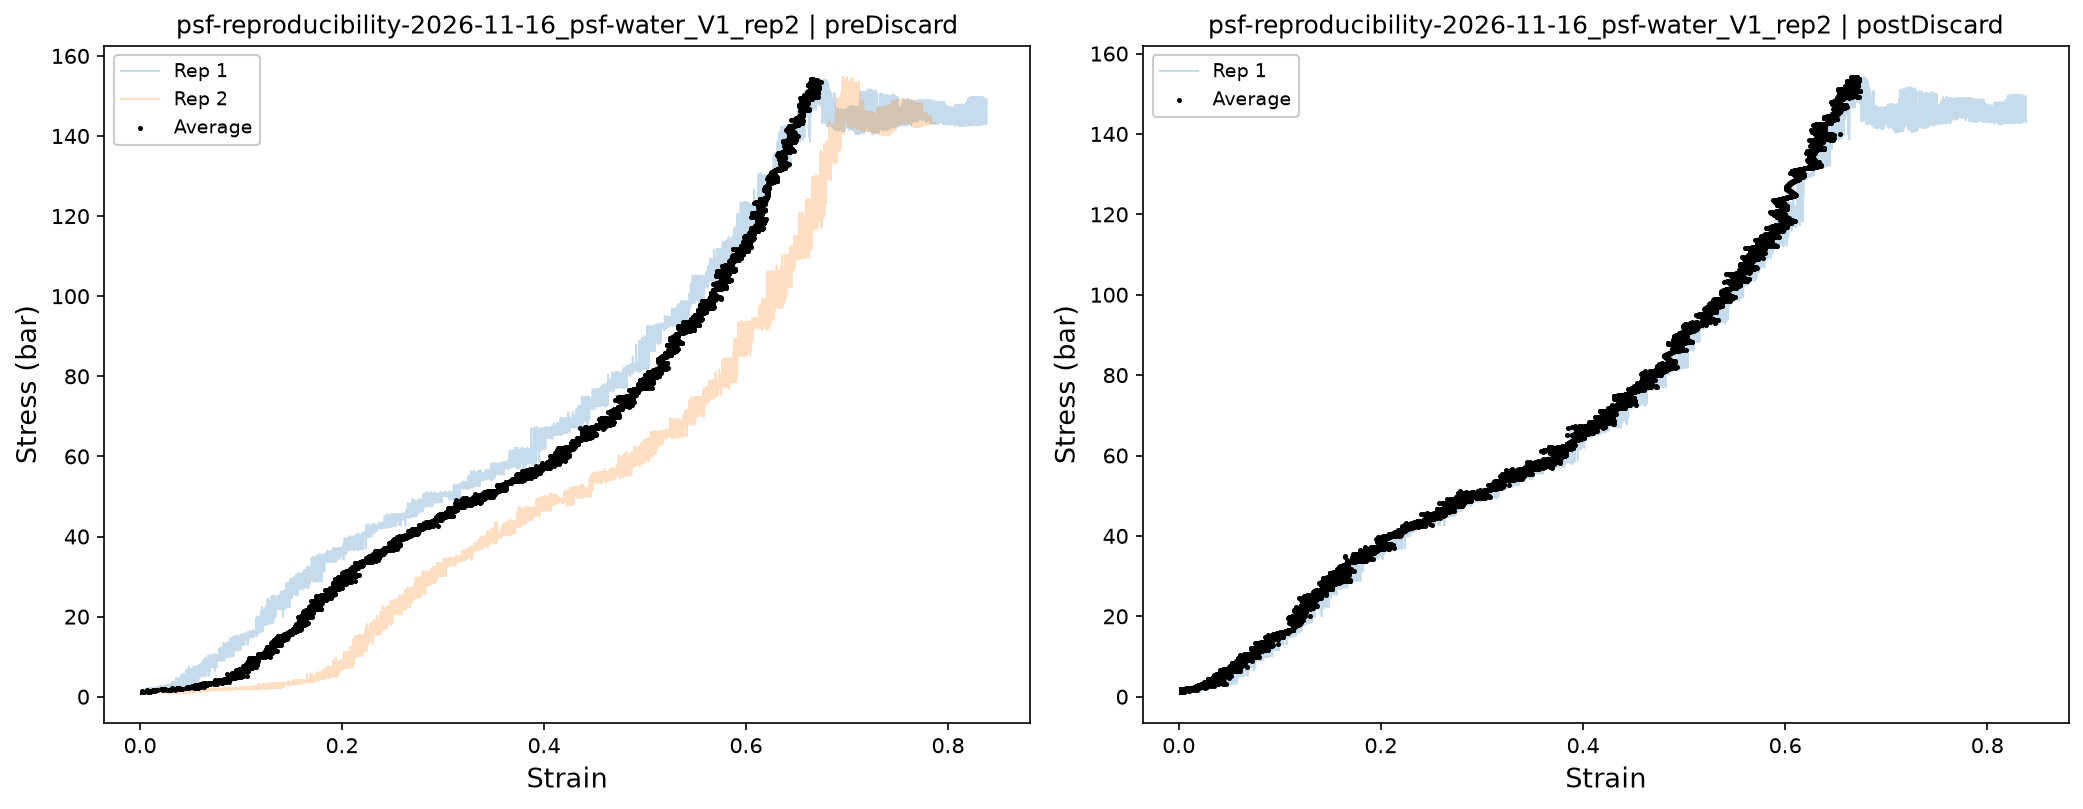 psf-reproducibility-2026-11-16_psf-water_V1_rep2 | preDiscard
Rep 1
Rep 2
Average
160
140
120
100
80
60
40
20
0
0.0 0.2 0.4 0.6 0.8
Stress (bar)
Strain
psf-reproducibility-2026-11-16_psf-water_V1_rep2 | postDiscard
Rep 1
Average
160
140
120
100
80
60
40
20
0
0.0 0.2 0.4 0.6 0.8
Stress (bar)
Strain